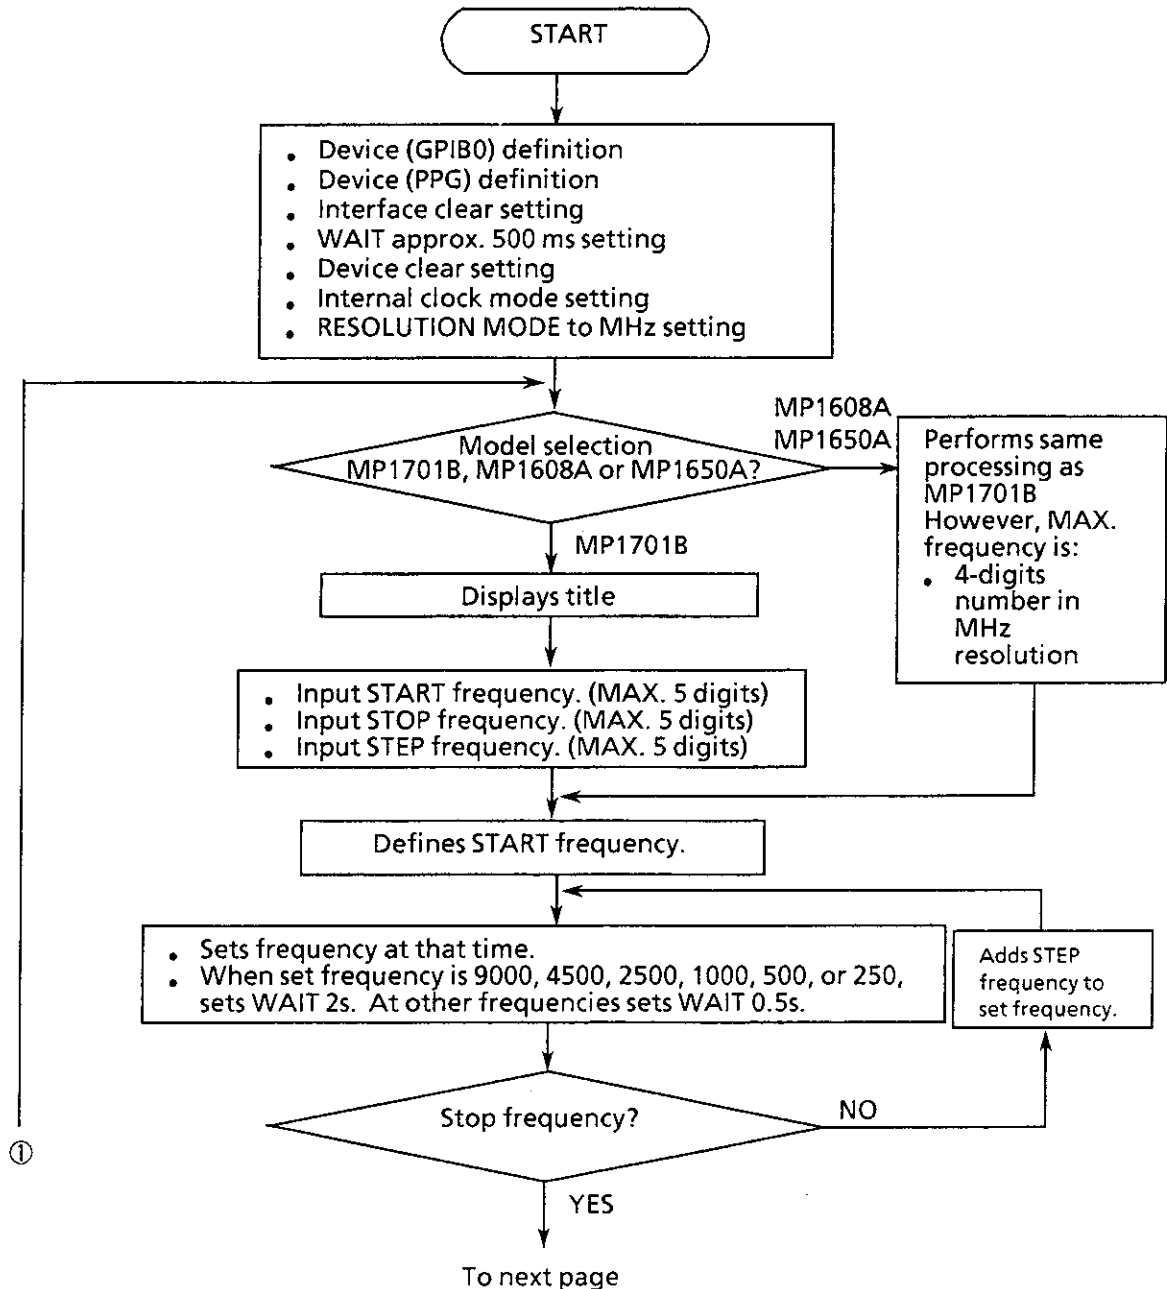 START
• Device (GPIB0) definition
• Device (PPG) definition
• Interface clear setting
• WAIT approx. 500 ms setting
• Device clear setting
• Internal clock mode setting
• RESOLUTION MODE to MHz setting
Model selection
MP1701B, MP1608A or MP1650A?
MP1608A
MP1650A
Performs same
processing as
MP1701B
However, MAX.
frequency is:
• 4-digits
number in
MHz
resolution
MP1701B
Displays title
• Input START frequency. (MAX. 5 digits)
• Input STOP frequency. (MAX. 5 digits)
• Input STEP frequency. (MAX. 5 digits)
Defines START frequency.
• Sets frequency at that time.
• When set frequency is 9000, 4500, 2500, 1000, 500, or 250,
sets WAIT 2s. At other frequencies sets WAIT 0.5s.
Adds STEP
frequency to
set frequency.
Stop frequency?
NO
①
YES
To next page